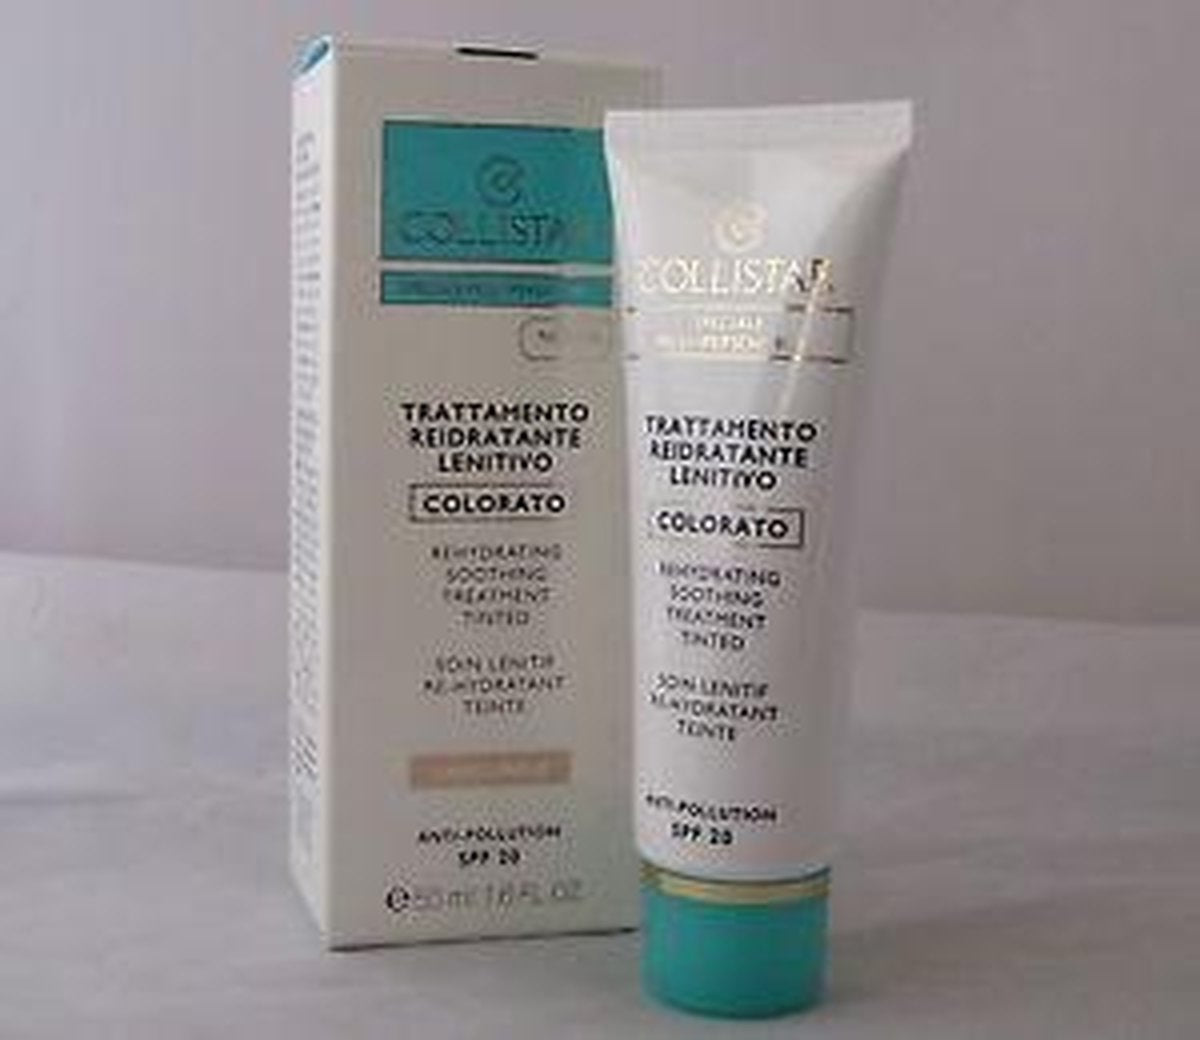 COLLISTAR
TRATTAMENTO
REIDRATANTE
LENITIVO
COLORATO
REHYDRATING
SOOTHING
TREATMENT
TINTED
SOIN LENITIF
RE-HYDRATANT
TEINTE
ANTI-POLLUTION
SPF 20
e 50 ml 1.6 FL. OZ.
COLLISTAR
SPECIALE
TRATTAMENTO
REIDRATANTE
LENITIVO
COLORATO
REHYDRATING
SOOTHING
TREATMENT
TINTED
SOIN LENITIF
RE-HYDRATANT
TEINTE
ANTI-POLLUTION
SPF 20